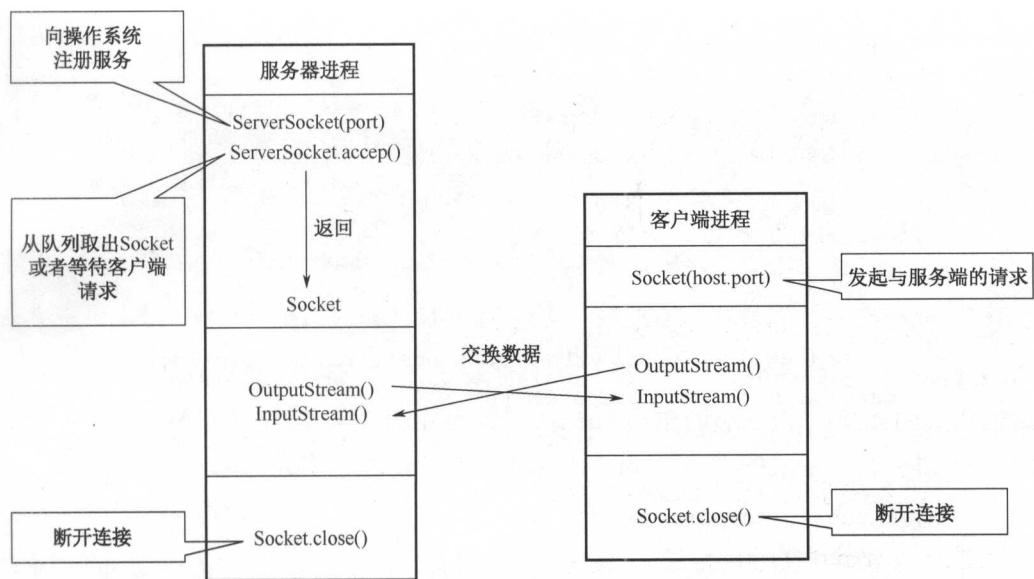 向操作系统
注册服务
服务器进程
ServerSocket(port)
ServerSocket.accep()
返回
Socket
从队列取出Socket
或者等待客户端
请求
客户端进程
Socket(host.port)
发起与服务端的请求
交换数据
OutputStream()
InputStream()
OutputStream()
InputStream()
断开连接
Socket.close()
Socket.close()
断开连接